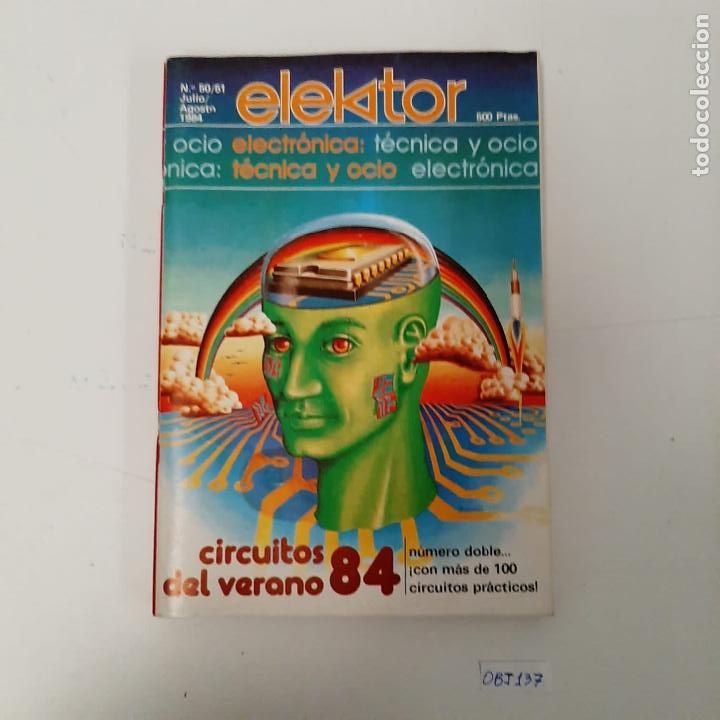 N.º 50/51
Julio/
Agosto
1984
elektor
500 Ptas.
ocio electrónica: técnica y ocio
ónica: técnica y ocio electrónica
circuitos
del verano 84
número doble...
¡con más de 100
circuitos prácticos!
OBJ137
todocoleccion